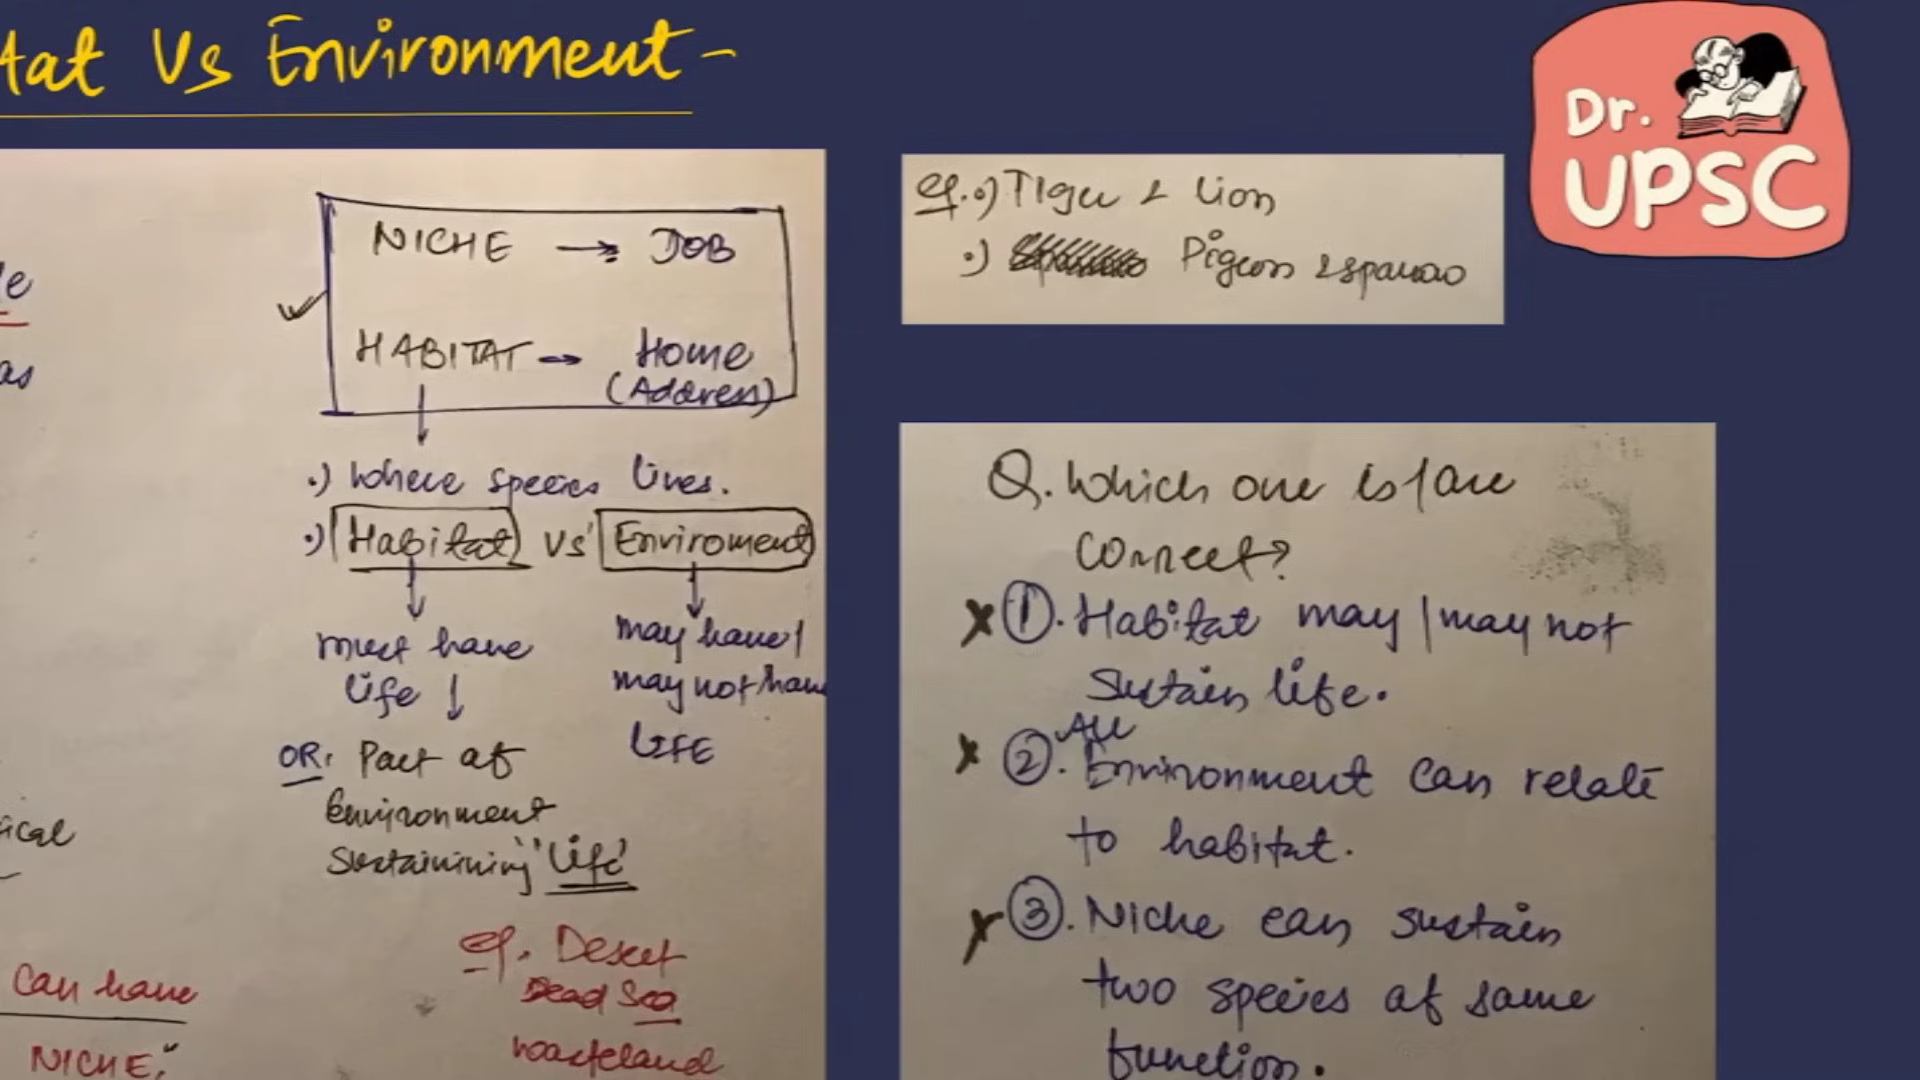 tat Vs Environment -
Dr.
UPSC
le
as
NICHE → JOB
HABITAT → Home
(Address)
.) Where species lives.
.) Habitat VS Enviroment
must have
life
may have /
may not have
LIFE
OR. Part of
Environment
Sustainining "Life"
eg. Desert
Dead Sea
wasteland
ical
Can have
NICHE."
eg. .) Tiger & Lion
.) Pigeon & sparrow
Q. Which one is/are
correct?
X ①. Habitat may / may not
sustain life.
X ②. All Environment can relate
to habitat.
X ③. Niche can sustain
two species of same
function.